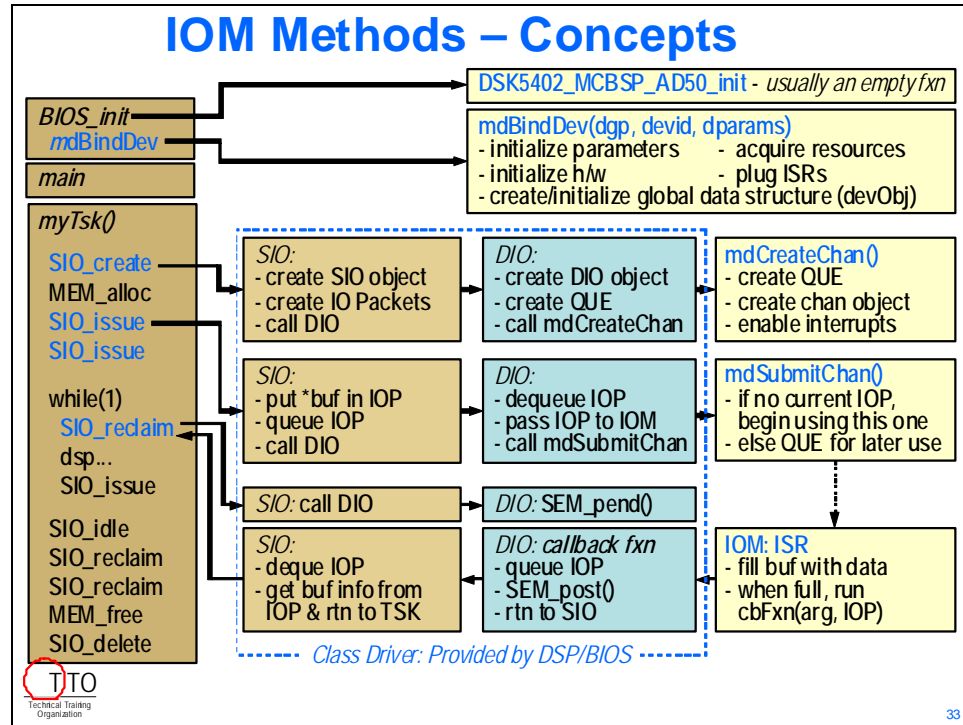 IOM Methods – Concepts
DSK5402_MCBSP_AD50_init - usually an empty fxn
BIOS_init
mdBindDev
mdBindDev(dgp, devid, dparams)
- initialize parameters - acquire resources
- initialize h/w - plug ISRs
- create/initialize global data structure (devObj)
main
myTsk()
SIO_create
MEM_alloc
SIO_issue
SIO_issue
while(1)
SIO_reclaim
dsp...
SIO_issue
SIO_idle
SIO_reclaim
SIO_reclaim
MEM_free
SIO_delete
SIO:
- create SIO object
- create IO Packets
- call DIO
DIO:
- create DIO object
- create QUE
- call mdCreateChan
mdCreateChan()
- create QUE
- create chan object
- enable interrupts
SIO:
- put *buf in IOP
- queue IOP
- call DIO
DIO:
- dequeue IOP
- pass IOP to IOM
- call mdSubmitChan
mdSubmitChan()
- if no current IOP,
begin using this one
- else QUE for later use
SIO: call DIO
DIO: SEM_pend()
SIO:
- deque IOP
- get buf info from
IOP & rtn to TSK
DIO: callback fxn
- queue IOP
- SEM_post()
- rtn to SIO
IOM: ISR
- fill buf with data
- when full, run
cbFxn(arg, IOP)
Class Driver: Provided by DSP/BIOS
TTO
Technical Training
Organization
33